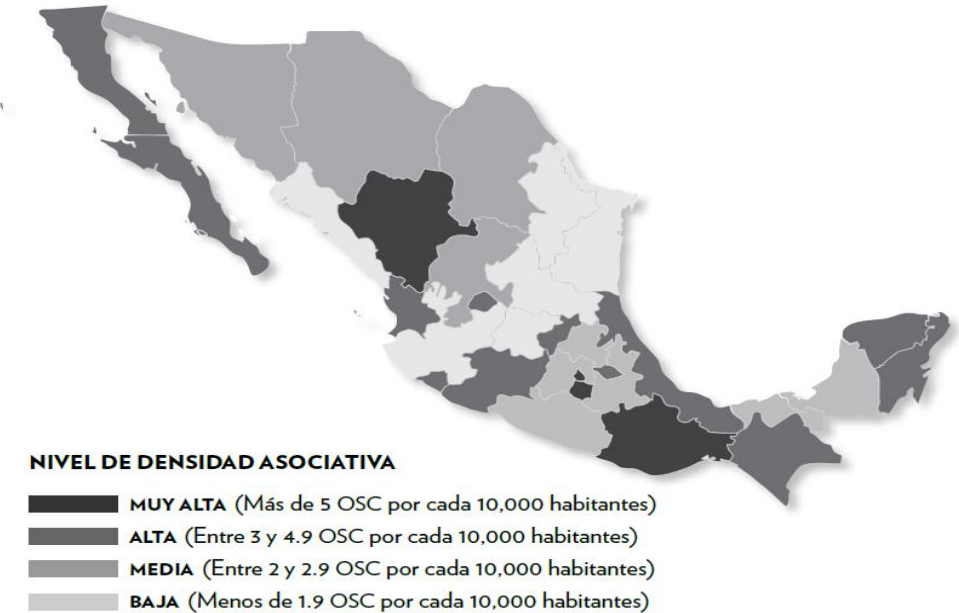 NIVEL DE DENSIDAD ASOCIATIVA
MUY ALTA (Más de 5 OSC por cada 10,000 habitantes)
ALTA (Entre 3 y 4.9 OSC por cada 10,000 habitantes)
MEDIA (Entre 2 y 2.9 OSC por cada 10,000 habitantes)
BAJA (Menos de 1.9 OSC por cada 10,000 habitantes)